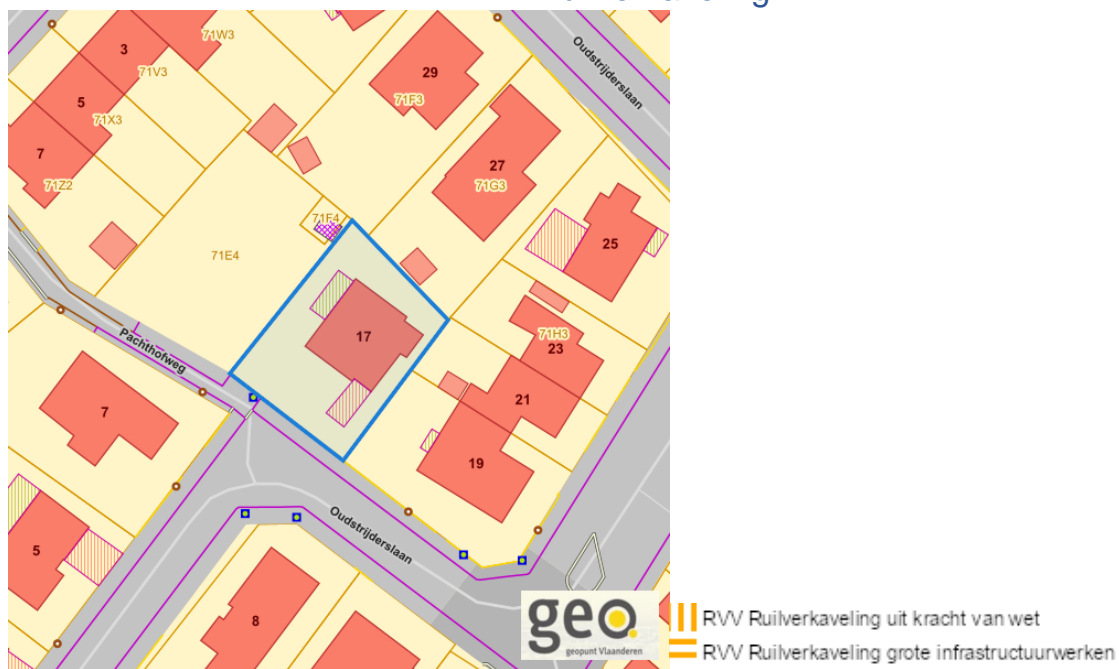 71W3
3
71V3
5
71X3
7
71Z2
29
71F3
Oudstrijderslaan
27
71G3
25
71F4
71E4
17
71H3
23
21
19
Pachthofweg
7
5
8
Oudstrijderslaan
geo
geopunt Vlaanderen
RVV Ruilverkaveling uit kracht van wet
RVV Ruilverkaveling grote infrastructuurwerken